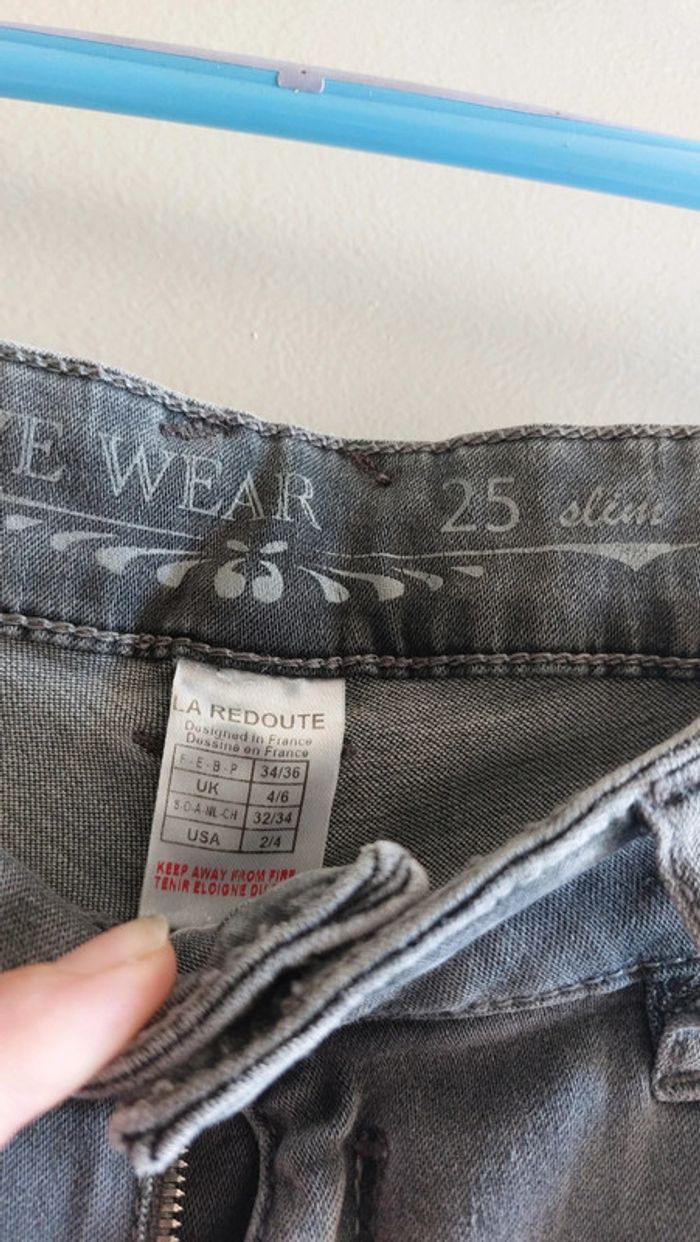 WEAR 25 slim
LA REDOUTE
Designed in France
Dessiné en France
F-E-B-P 34/36
UK 4/6
S-D-A-NL-CH 32/34
USA 2/4
KEEP AWAY FROM FIRE
TENIR ELOIGNE DU